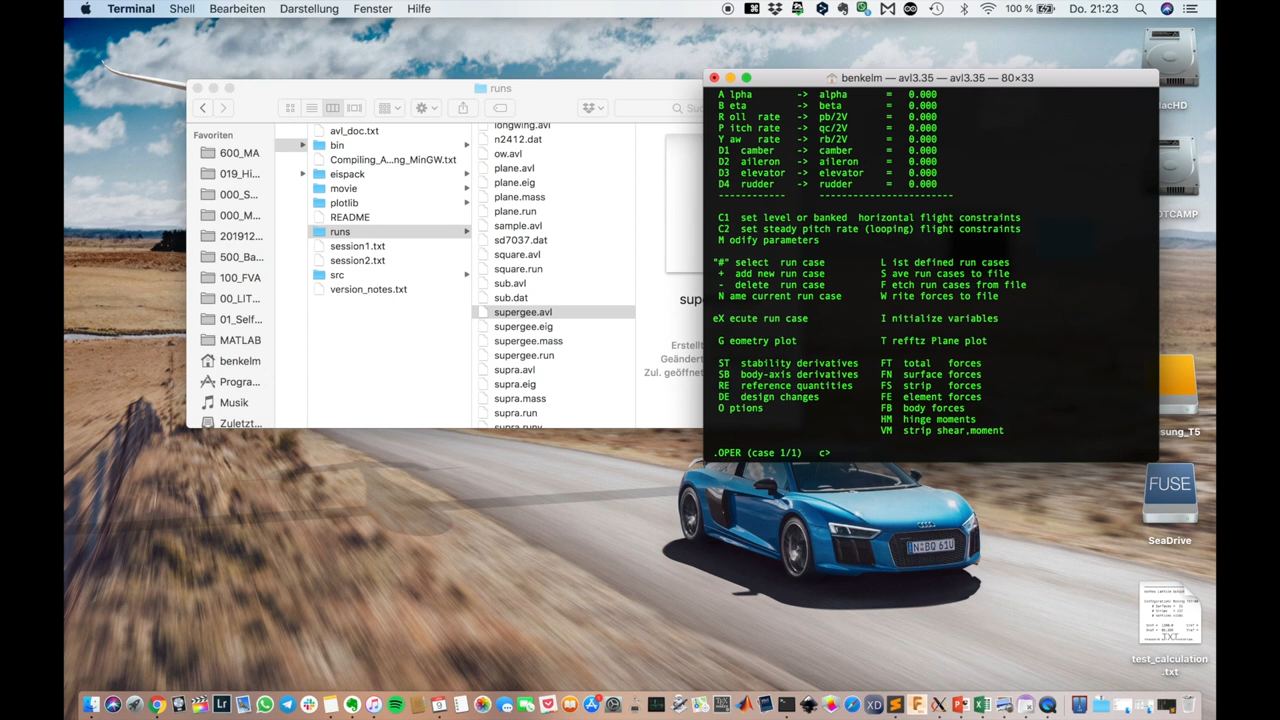 Terminal Shell Bearbeiten Darstellung Fenster Hilfe 100 % Do. 21:23
runs
Favoriten
600_MA
019_Hi...
000_S...
000_M...
201912...
500_Ba...
100_FVA
00_LIT...
01_Self...
MATLAB
benkelm
Progra...
Musik
Zuletzt...
avl_doc.txt
bin
Compiling_A...ng_MinGW.txt
eispack
movie
plotlib
README
runs
session1.txt
session2.txt
src
version_notes.txt
longwing.avl
n2412.dat
ow.avl
plane.avl
plane.eig
plane.mass
plane.run
sample.avl
sd7037.dat
square.avl
square.run
sub.avl
sub.dat
supergee.avl
supergee.eig
supergee.mass
supergee.run
supra.avl
supra.eig
supra.mass
supra.run
Erstellt
Geänder
Zul. geöffnet
benkelm — avl3.35 — avl3.35 — 80×33
A lpha -> alpha = 0.000
B eta -> beta = 0.000
R oll rate -> pb/2V = 0.000
P itch rate -> qc/2V = 0.000
Y aw rate -> rb/2V = 0.000
D1 camber -> camber = 0.000
D2 aileron -> aileron = 0.000
D3 elevator -> elevator = 0.000
D4 rudder -> rudder = 0.000
------------ ------------------------
C1 set level or banked horizontal flight constraints
C2 set steady pitch rate (looping) flight constraints
M odify parameters
"#" select run case L ist defined run cases
+ add new run case S ave run cases to file
- delete run case F etch run cases from file
N ame current run case W rite forces to file
eX ecute run case I nitialize variables
G eometry plot T refftz Plane plot
ST stability derivatives FT total forces
SB body-axis derivatives FN surface forces
RE reference quantities FS strip forces
DE design changes FE element forces
O ptions FB body forces
HM hinge moments
VM strip shear,moment
.OPER (case 1/1) c>
MacHD
OTCAMP
sung_T5
FUSE
SeaDrive
TXT
test_calculation
.txt
N BQ 61U
Lr
XD